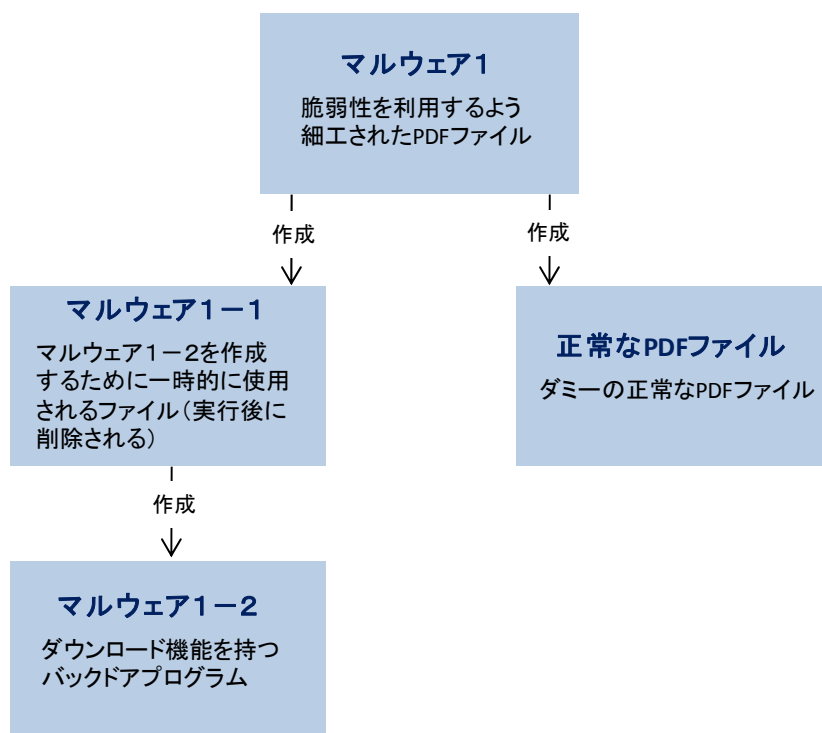 マルウェア1
脆弱性を利用するよう
細工されたPDFファイル
作成
作成
マルウェア1－1
マルウェア1－2を作成
するために一時的に使用
されるファイル（実行後に
削除される）
正常なPDFファイル
ダミーの正常なPDFファイル
作成
マルウェア1－2
ダウンロード機能を持つ
バックドアプログラム